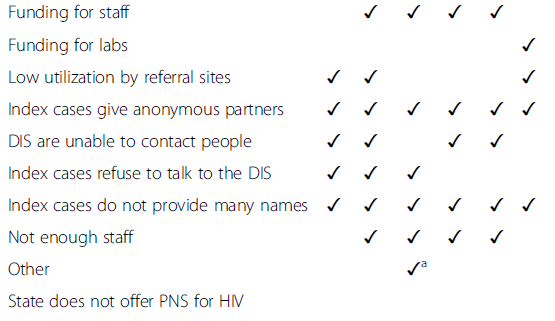 Funding for staff ✓ ✓ ✓ ✓
Funding for labs ✓
Low utilization by referral sites ✓ ✓ ✓
Index cases give anonymous partners ✓ ✓ ✓ ✓ ✓ ✓
DIS are unable to contact people ✓ ✓ ✓ ✓
Index cases refuse to talk to the DIS ✓ ✓ ✓
Index cases do not provide many names ✓ ✓ ✓ ✓ ✓ ✓
Not enough staff ✓ ✓ ✓ ✓
Other ✓a
State does not offer PNS for HIV